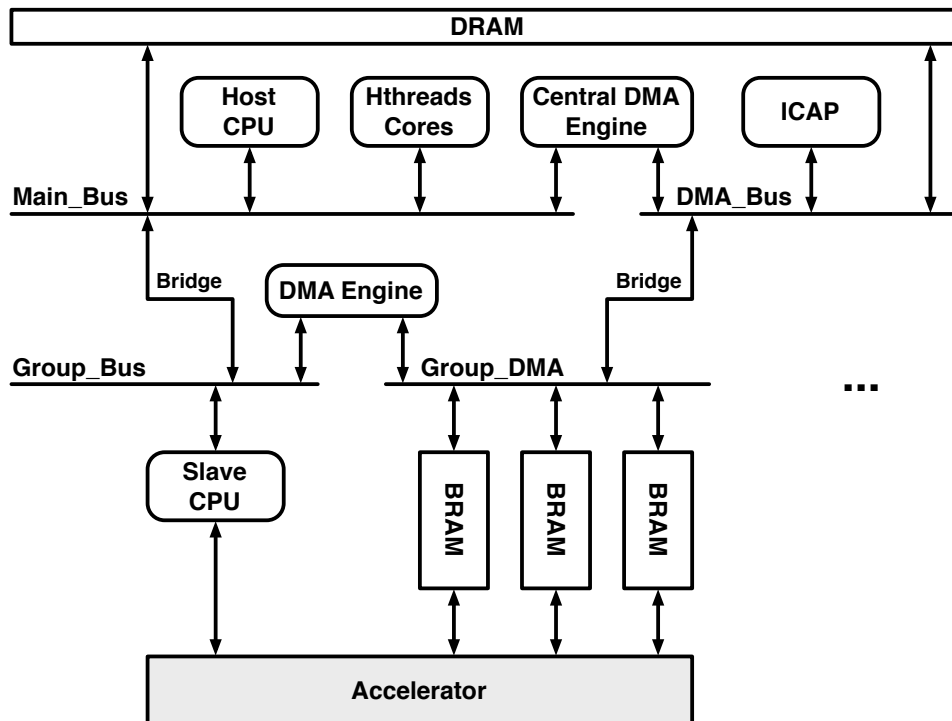 DRAM
Host
CPU
Hthreads
Cores
Central DMA
Engine
ICAP
Main_Bus
DMA_Bus
Bridge
DMA Engine
Bridge
Group_Bus
Group_DMA
...
Slave
CPU
BRAM
BRAM
BRAM
Accelerator